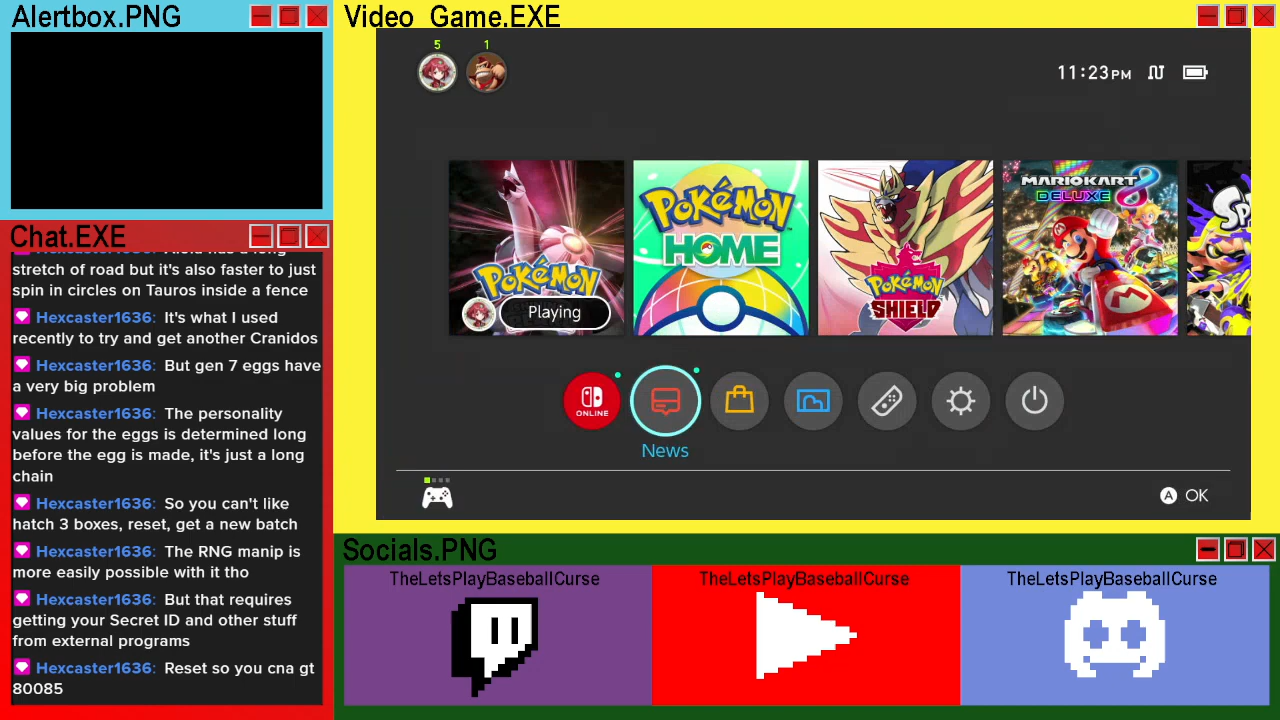 Alertbox.PNG
Video Game.EXE
5
1
11:23PM
POKÉMON
Playing
POKÉMON
HOME
POKÉMON
SHIELD
MARIOKART 8
DELUXE
ONLINE
News
A OK
Chat.EXE
stretch of road but it's also faster to just
spin in circles on Tauros inside a fence
Hexcaster1636: It's what I used
recently to try and get another Cranidos
Hexcaster1636: But gen 7 eggs have
a very big problem
Hexcaster1636: The personality
values for the eggs is determined long
before the egg is made, it's just a long
chain
Hexcaster1636: So you can't like
hatch 3 boxes, reset, get a new batch
Hexcaster1636: The RNG manip is
more easily possible with it tho
Hexcaster1636: But that requires
getting your Secret ID and other stuff
from external programs
Hexcaster1636: Reset so you cna gt
80085
Socials.PNG
TheLetsPlayBaseballCurse
TheLetsPlayBaseballCurse
TheLetsPlayBaseballCurse